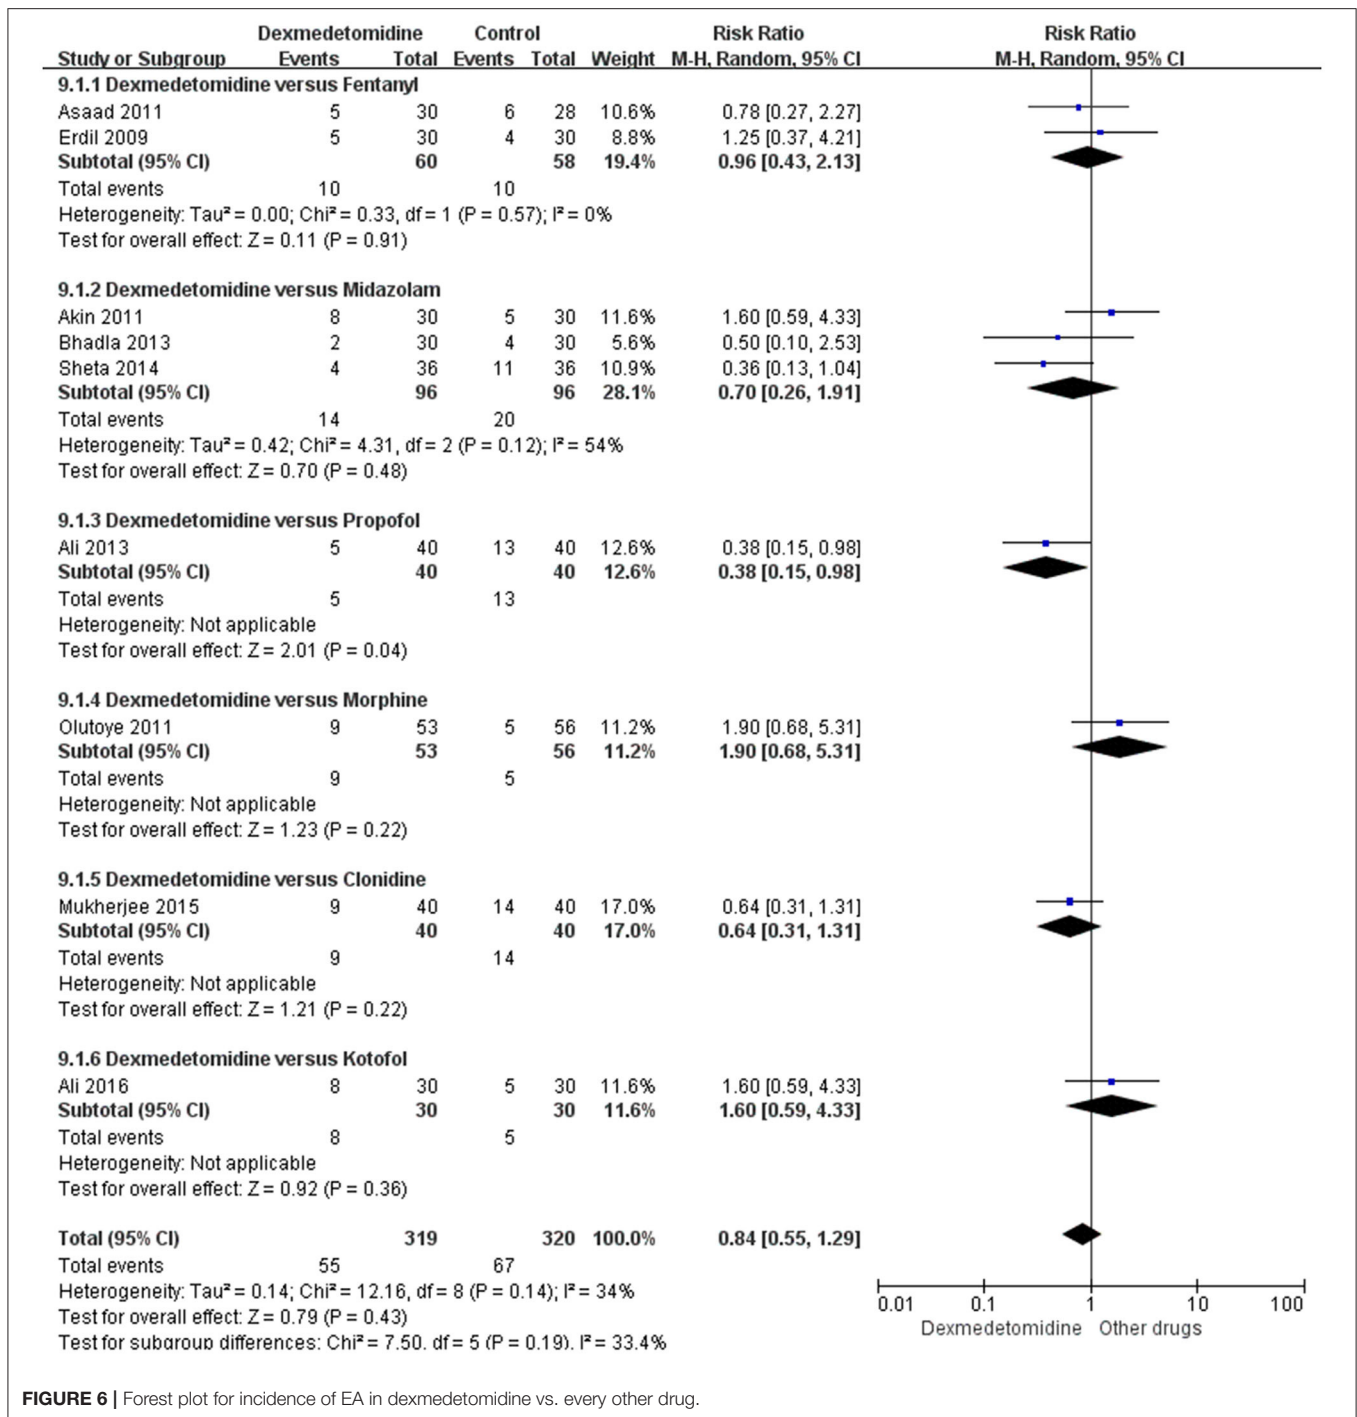 Dexmedetomidine Control Risk Ratio Risk Ratio
Study or Subgroup Events Total Events Total Weight M-H, Random, 95% CI M-H, Random, 95% CI
9.1.1 Dexmedetomidine versus Fentanyl
Asaad 2011 5 30 6 28 10.6% 0.78 [0.27, 2.27]
Erdil 2009 5 30 4 30 8.8% 1.25 [0.37, 4.21]
Subtotal (95% CI) 60 58 19.4% 0.96 [0.43, 2.13]
Total events 10 10
Heterogeneity: Tau² = 0.00; Chi² = 0.33, df = 1 (P = 0.57); I² = 0%
Test for overall effect: Z = 0.11 (P = 0.91)
9.1.2 Dexmedetomidine versus Midazolam
Akin 2011 8 30 5 30 11.6% 1.60 [0.59, 4.33]
Bhadla 2013 2 30 4 30 5.6% 0.50 [0.10, 2.53]
Sheta 2014 4 36 11 36 10.9% 0.36 [0.13, 1.04]
Subtotal (95% CI) 96 96 28.1% 0.70 [0.26, 1.91]
Total events 14 20
Heterogeneity: Tau² = 0.42; Chi² = 4.31, df = 2 (P = 0.12); I² = 54%
Test for overall effect: Z = 0.70 (P = 0.48)
9.1.3 Dexmedetomidine versus Propofol
Ali 2013 5 40 13 40 12.6% 0.38 [0.15, 0.98]
Subtotal (95% CI) 40 40 12.6% 0.38 [0.15, 0.98]
Total events 5 13
Heterogeneity: Not applicable
Test for overall effect: Z = 2.01 (P = 0.04)
9.1.4 Dexmedetomidine versus Morphine
Olutoye 2011 9 53 5 56 11.2% 1.90 [0.68, 5.31]
Subtotal (95% CI) 53 56 11.2% 1.90 [0.68, 5.31]
Total events 9 5
Heterogeneity: Not applicable
Test for overall effect: Z = 1.23 (P = 0.22)
9.1.5 Dexmedetomidine versus Clonidine
Mukherjee 2015 9 40 14 40 17.0% 0.64 [0.31, 1.31]
Subtotal (95% CI) 40 40 17.0% 0.64 [0.31, 1.31]
Total events 9 14
Heterogeneity: Not applicable
Test for overall effect: Z = 1.21 (P = 0.22)
9.1.6 Dexmedetomidine versus Kotofol
Ali 2016 8 30 5 30 11.6% 1.60 [0.59, 4.33]
Subtotal (95% CI) 30 30 11.6% 1.60 [0.59, 4.33]
Total events 8 5
Heterogeneity: Not applicable
Test for overall effect: Z = 0.92 (P = 0.36)
Total (95% CI) 319 320 100.0% 0.84 [0.55, 1.29]
Total events 55 67
Heterogeneity: Tau² = 0.14; Chi² = 12.16, df = 8 (P = 0.14); I² = 34%
Test for overall effect: Z = 0.79 (P = 0.43)
Test for subgroup differences: Chi² = 7.50, df = 5 (P = 0.19), I² = 33.4%
0.01 0.1 1 10 100
Dexmedetomidine Other drugs
FIGURE 6 | Forest plot for incidence of EA in dexmedetomidine vs. every other drug.